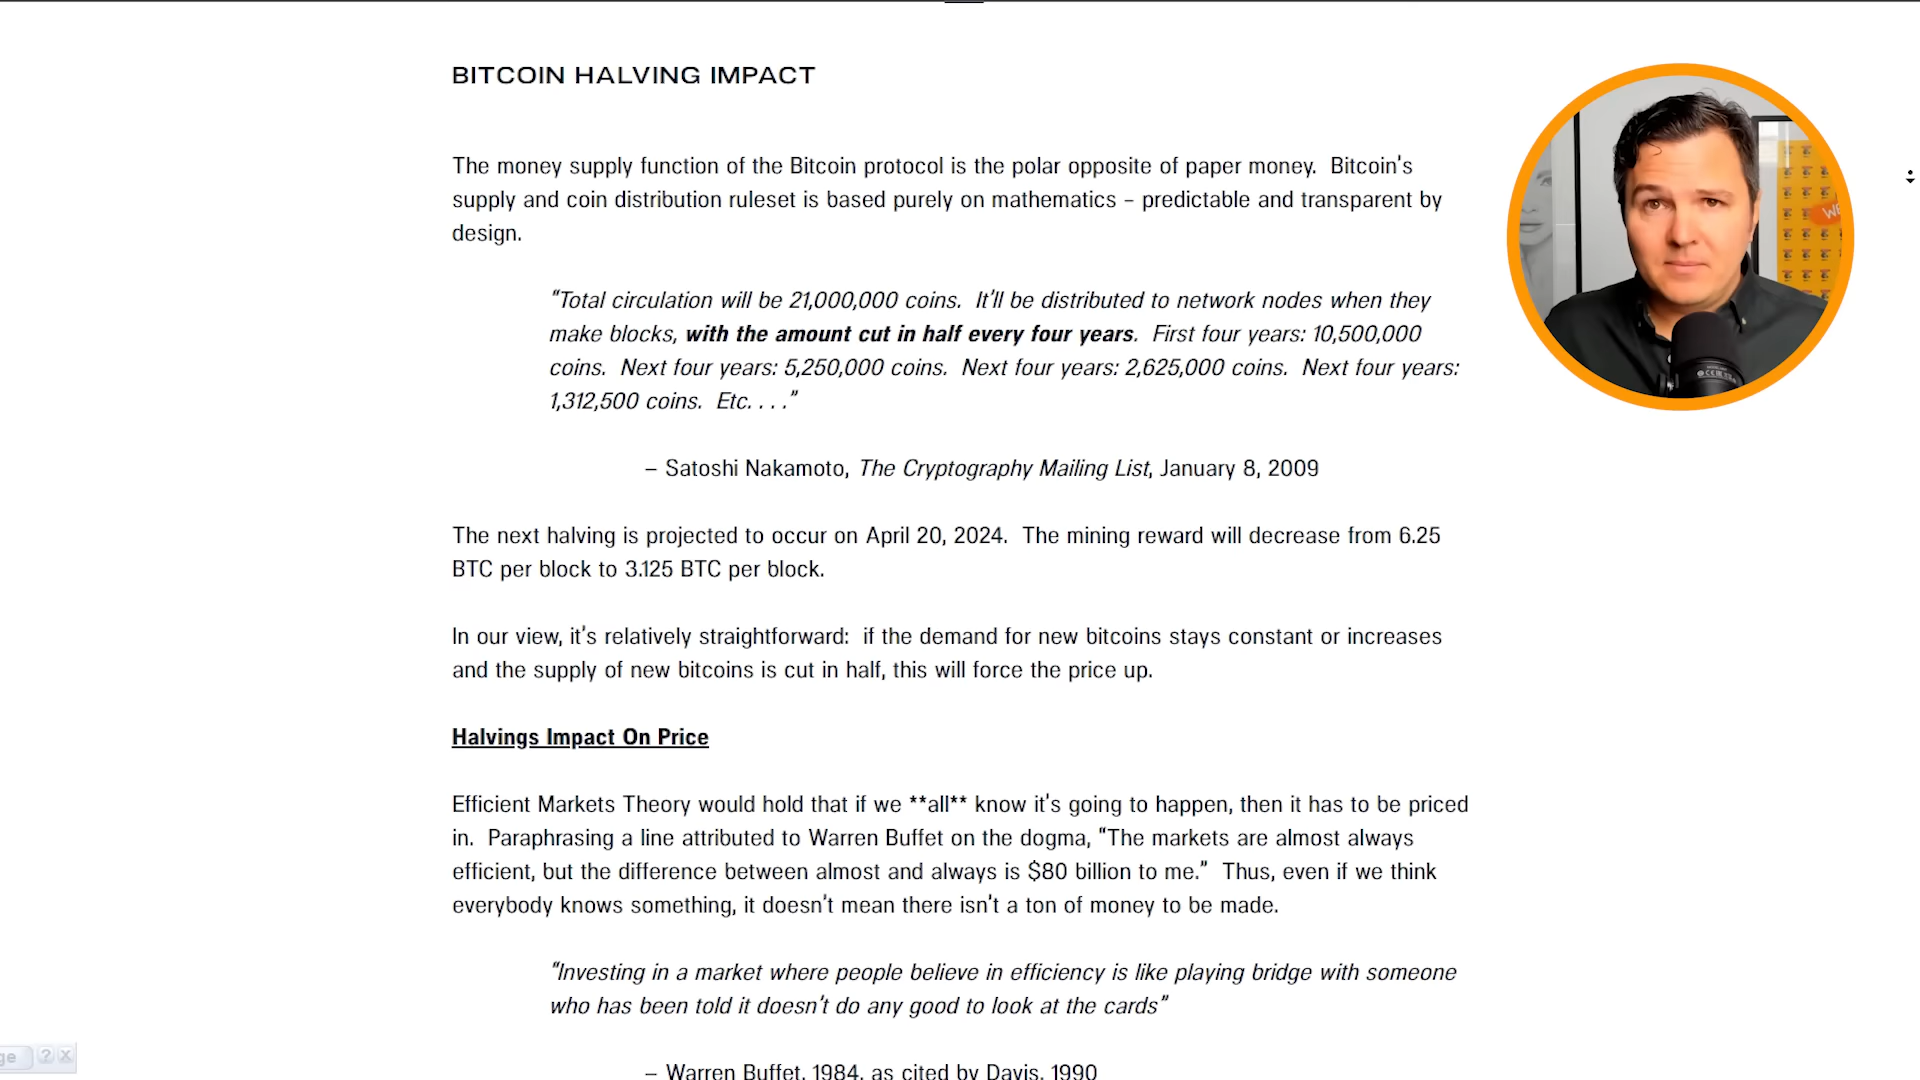 BITCOIN HALVING IMPACT
The money supply function of the Bitcoin protocol is the polar opposite of paper money.  Bitcoin's
supply and coin distribution ruleset is based purely on mathematics – predictable and transparent by
design.
"Total circulation will be 21,000,000 coins.  It'll be distributed to network nodes when they
make blocks, with the amount cut in half every four years.  First four years: 10,500,000
coins.  Next four years: 5,250,000 coins.  Next four years: 2,625,000 coins.  Next four years:
1,312,500 coins.  Etc. . . ."
– Satoshi Nakamoto, The Cryptography Mailing List, January 8, 2009
The next halving is projected to occur on April 20, 2024.  The mining reward will decrease from 6.25
BTC per block to 3.125 BTC per block.
In our view, it's relatively straightforward:  if the demand for new bitcoins stays constant or increases
and the supply of new bitcoins is cut in half, this will force the price up.
Halvings Impact On Price
Efficient Markets Theory would hold that if we **all** know it's going to happen, then it has to be priced
in.  Paraphrasing a line attributed to Warren Buffet on the dogma, "The markets are almost always
efficient, but the difference between almost and always is $80 billion to me."  Thus, even if we think
everybody knows something, it doesn't mean there isn't a ton of money to be made.
"Investing in a market where people believe in efficiency is like playing bridge with someone
who has been told it doesn't do any good to look at the cards"
– Warren Buffet, 1984, as cited by Davis, 1990
WE
ge ? X